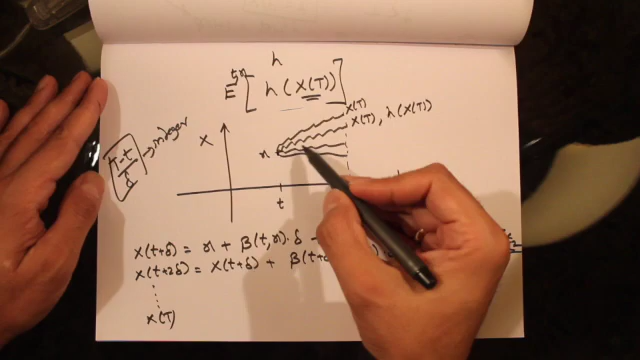 h
E^{t,x}[ h(X(T)) ]
X(T)
X(T), h(X(T))
X
x
t
T-t/δ → integer
X(t+δ) = x + β(t,x)·δ
X(t+2δ) = X(t+δ) + β(t+
X(T)